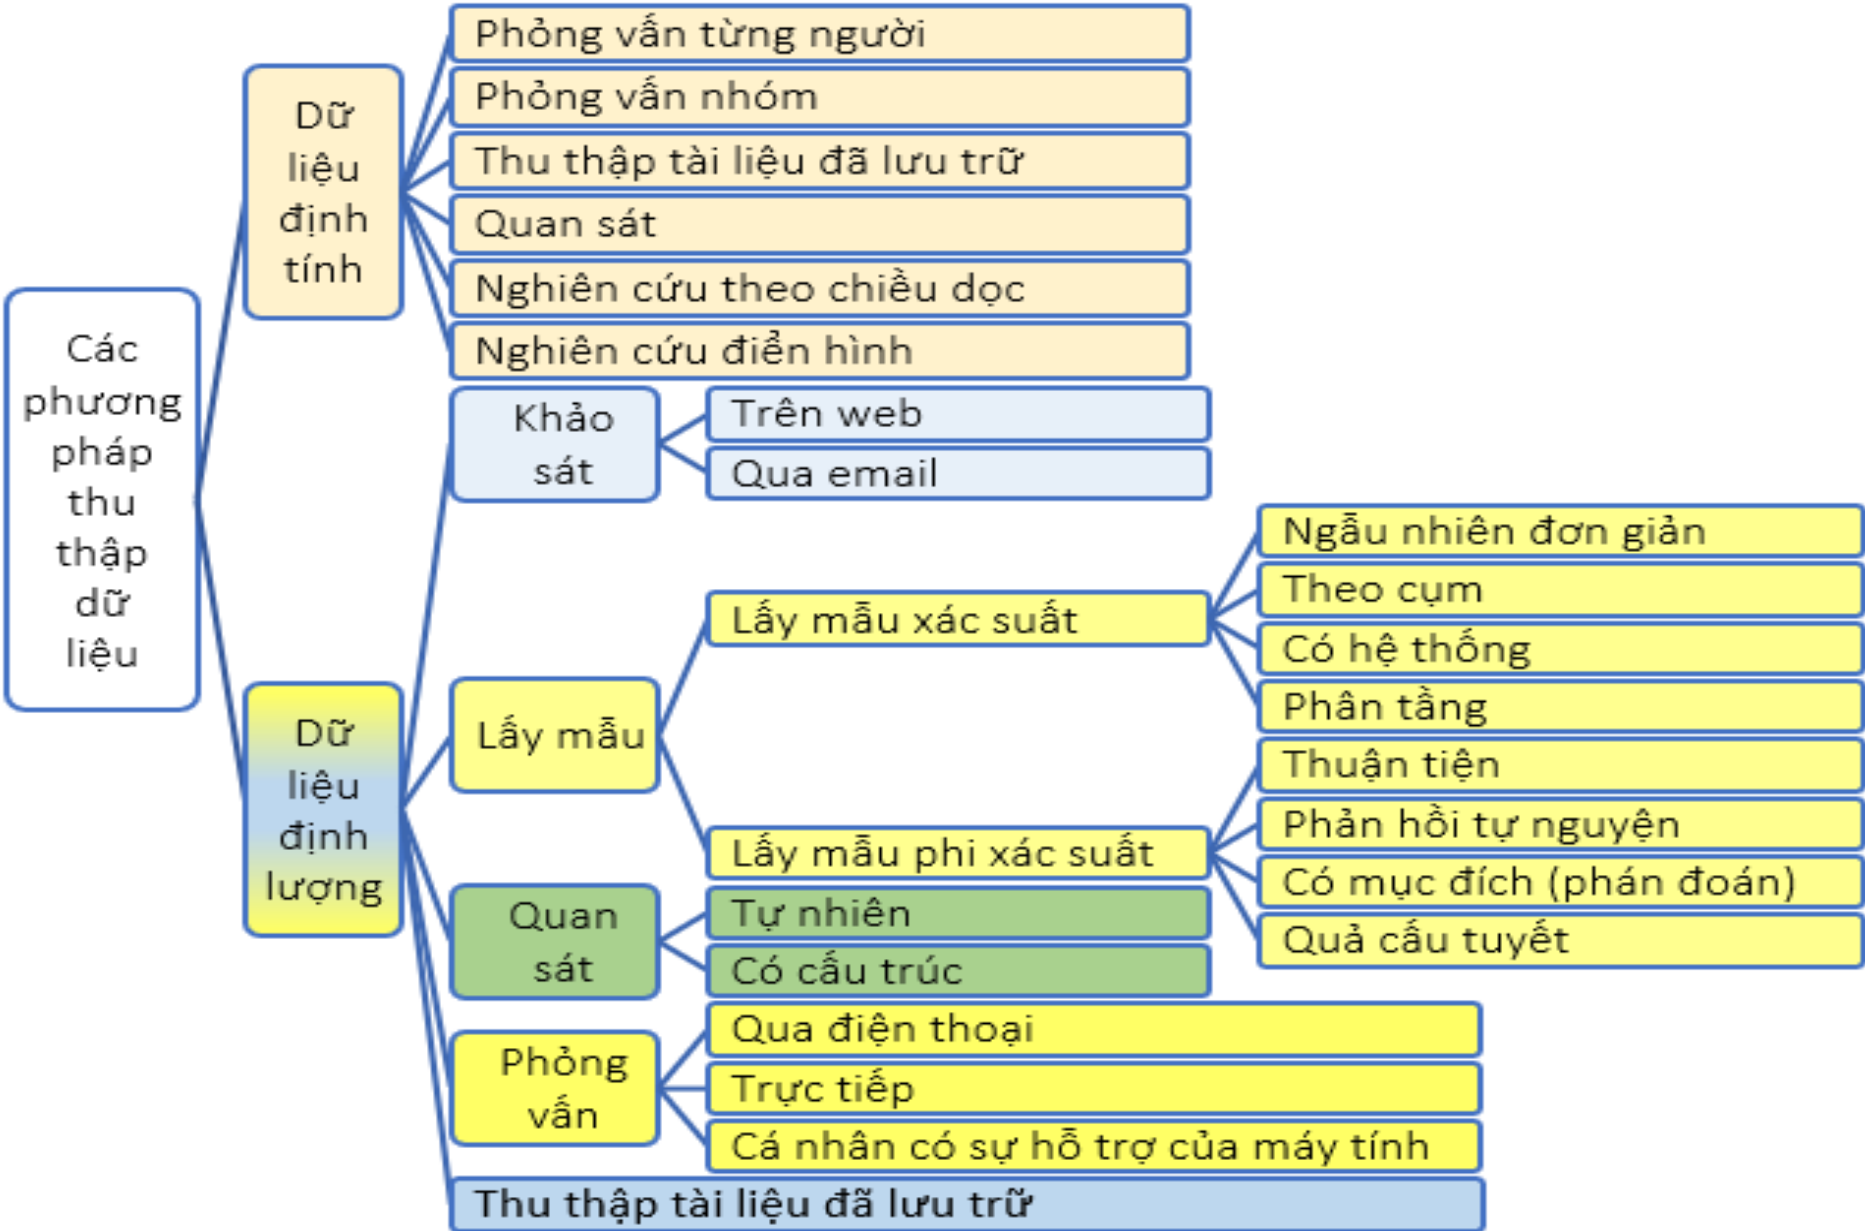 Các
phương
pháp
thu
thập
dữ
liệu
Dữ
liệu
định
tính
Phỏng vấn từng người
Phỏng vấn nhóm
Thu thập tài liệu đã lưu trữ
Quan sát
Nghiên cứu theo chiều dọc
Nghiên cứu điển hình
Dữ
liệu
định
lượng
Khảo
sát
Trên web
Qua email
Lấy mẫu
Lấy mẫu xác suất
Ngẫu nhiên đơn giản
Theo cụm
Có hệ thống
Phân tầng
Lấy mẫu phi xác suất
Thuận tiện
Phản hồi tự nguyện
Có mục đích (phán đoán)
Quả cầu tuyết
Quan
sát
Tự nhiên
Có cấu trúc
Phỏng
vấn
Qua điện thoại
Trực tiếp
Cá nhân có sự hỗ trợ của máy tính
Thu thập tài liệu đã lưu trữ